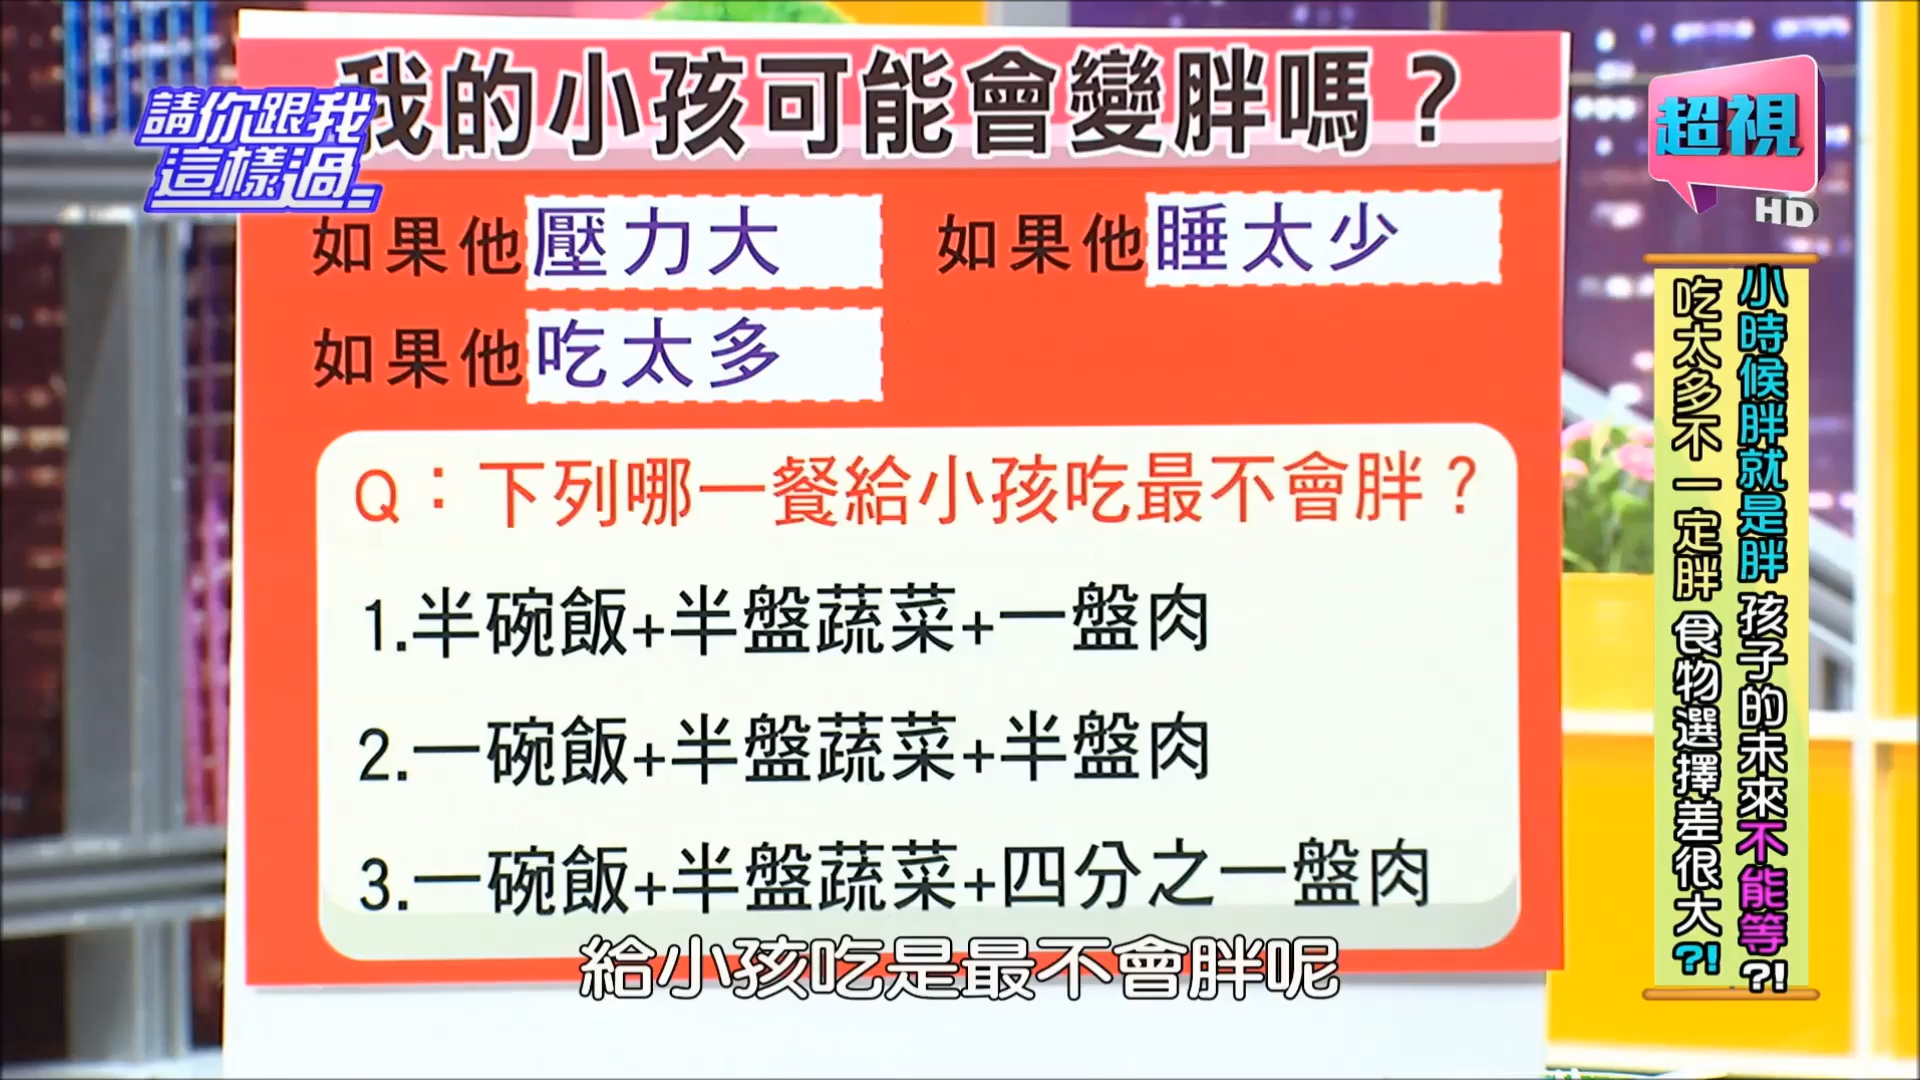 我的小孩可能會變胖嗎？
請你跟我
這樣過
超視
HD
如果他壓力大
如果他睡太少
如果他吃太多
Q：下列哪一餐給小孩吃最不會胖？
1.半碗飯+半盤蔬菜+一盤肉
2.一碗飯+半盤蔬菜+半盤肉
3.一碗飯+半盤蔬菜+四分之一盤肉
小時候胖就是胖 孩子的未來不能等?!
吃太多不一定胖 食物選擇差很大?!
給小孩吃是最不會胖呢